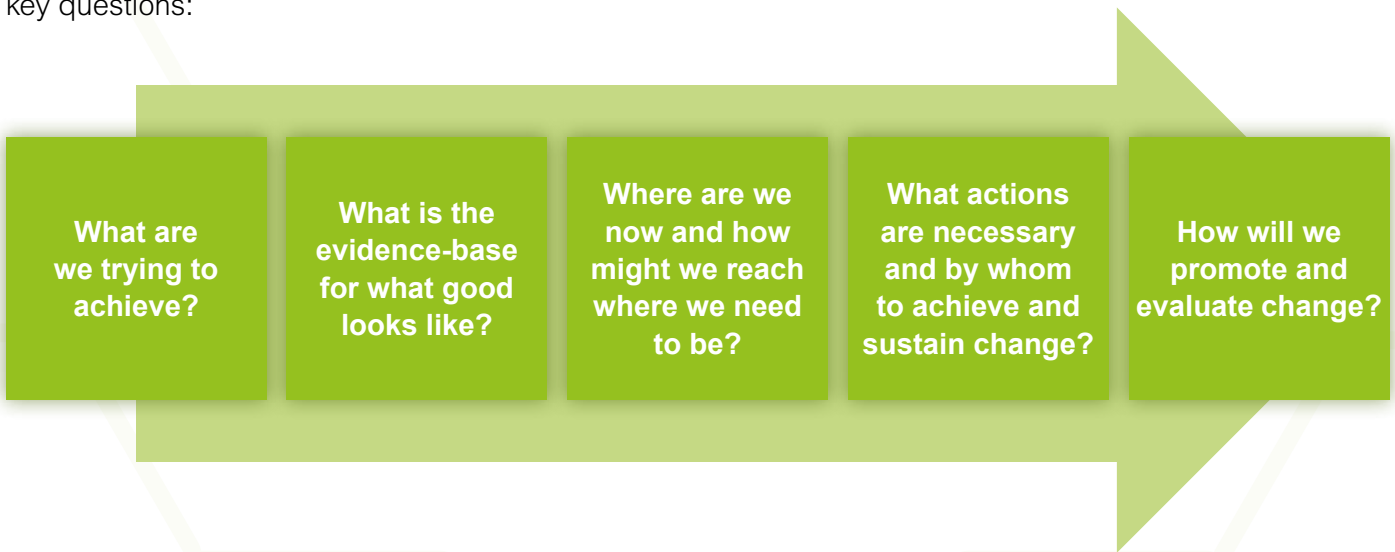 key questions:
What are
we trying to
achieve?
What is the
evidence-base
for what good
looks like?
Where are we
now and how
might we reach
where we need
to be?
What actions
are necessary
and by whom
to achieve and
sustain change?
How will we
promote and
evaluate change?